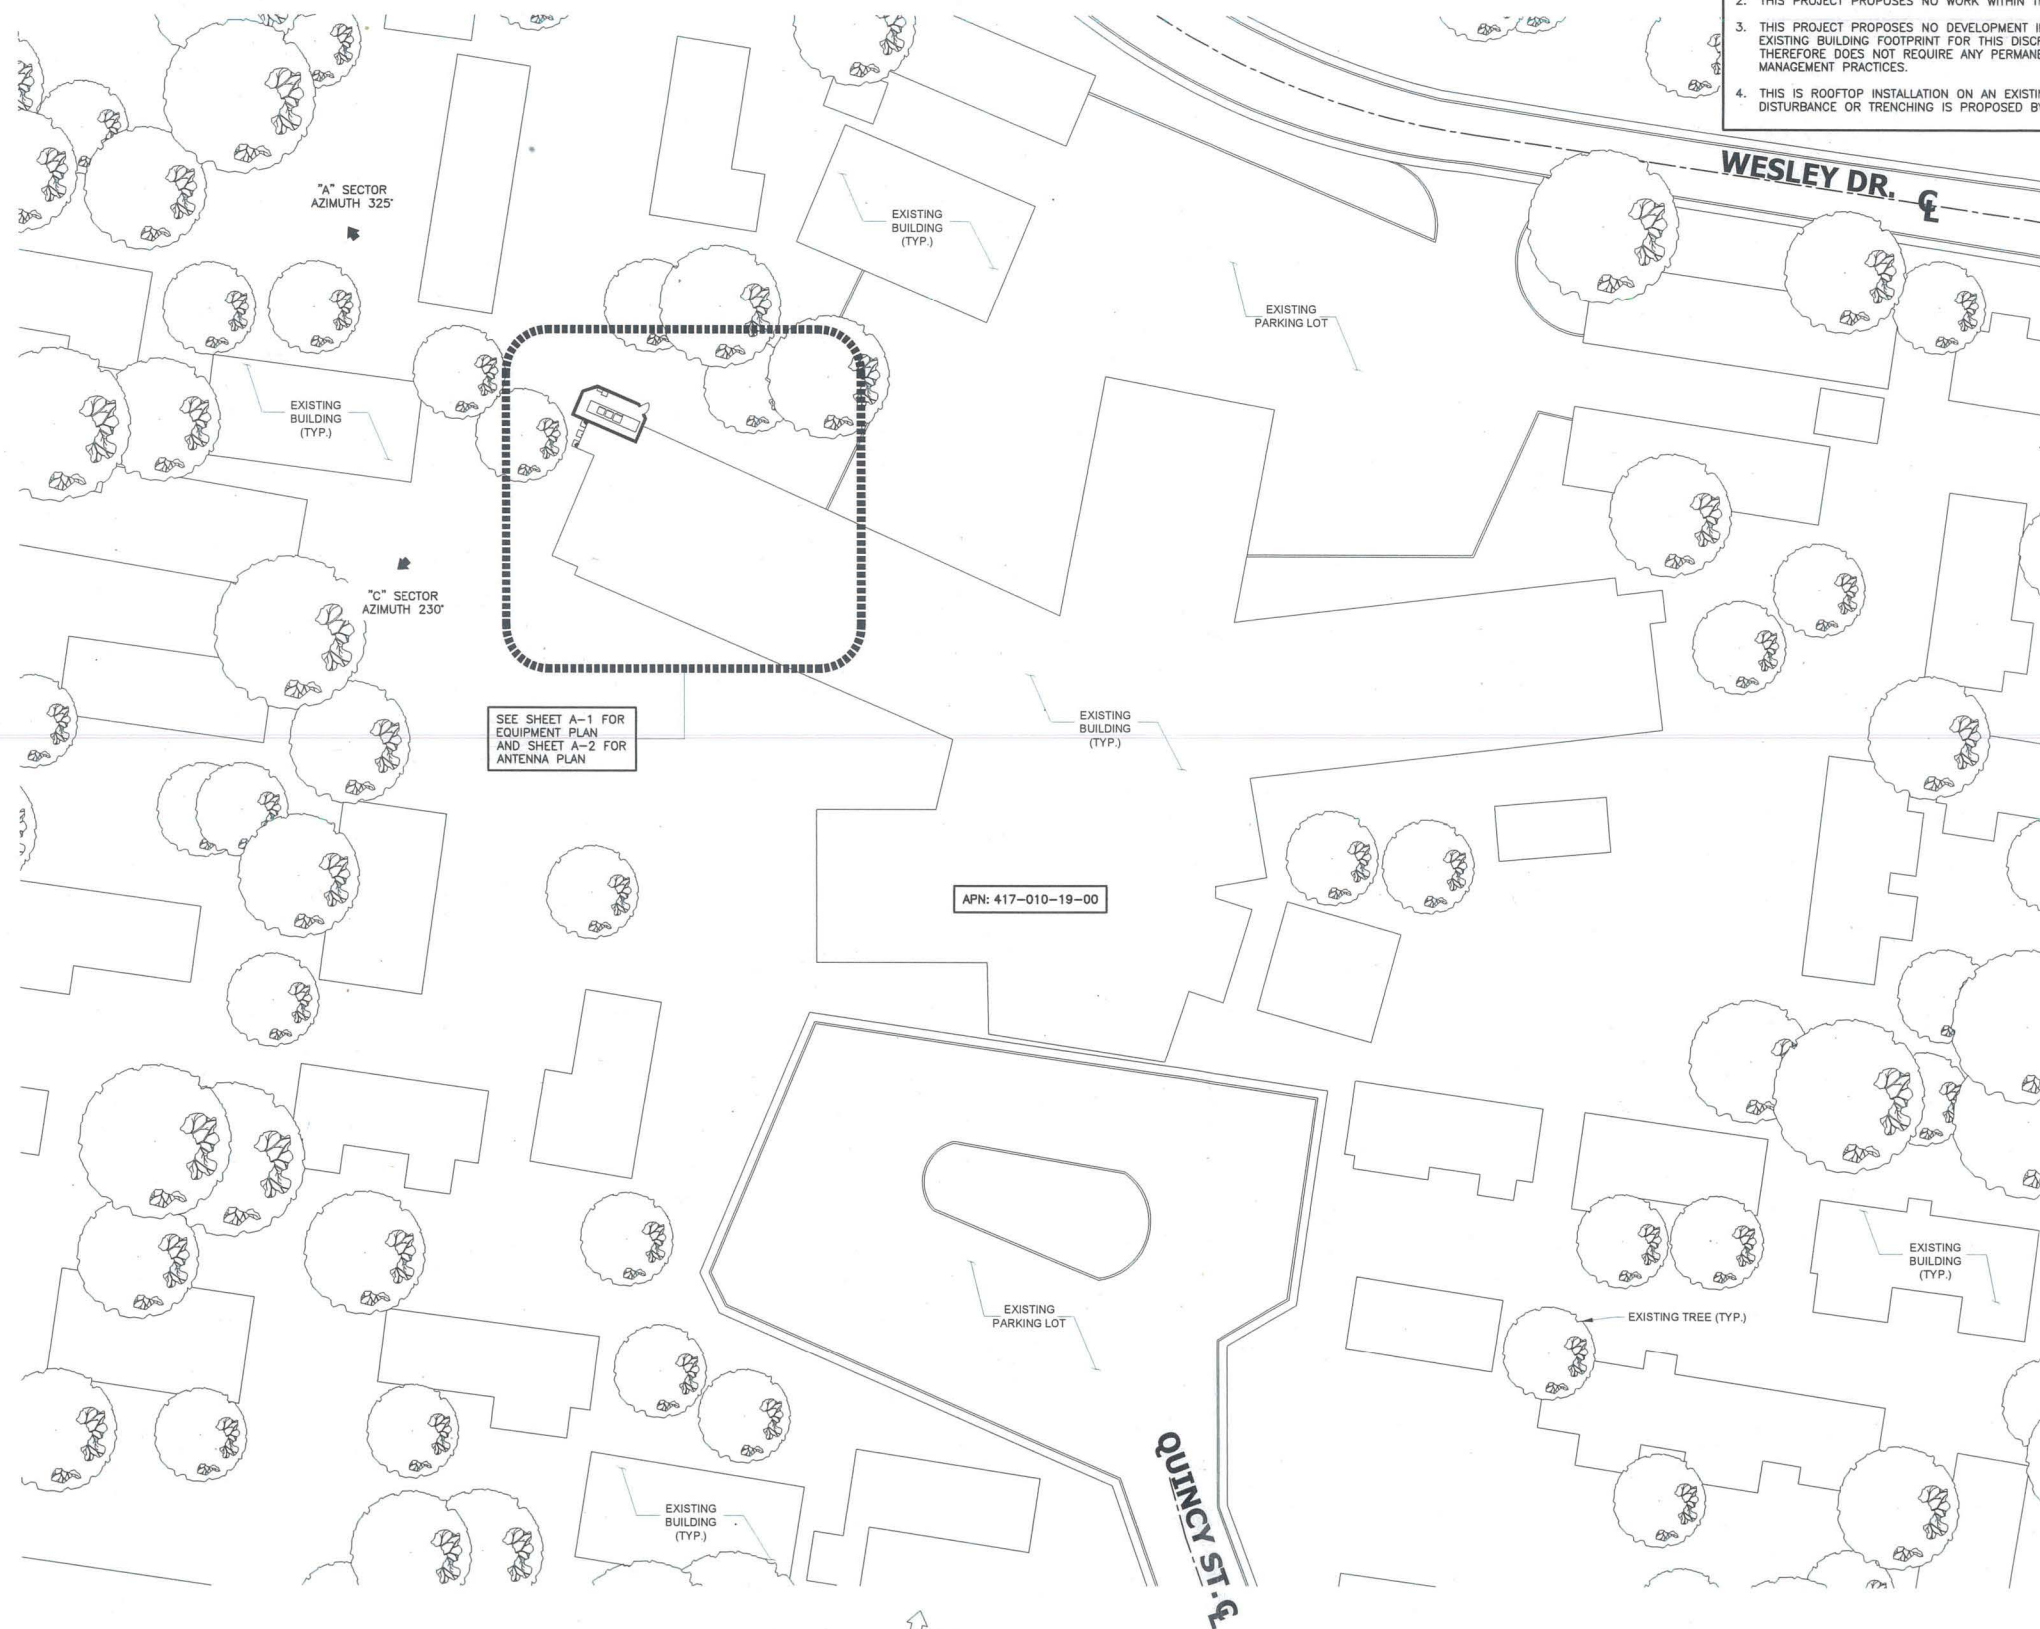 2. THIS PROJECT PROPOSES NO WORK WITHIN
3. THIS PROJECT PROPOSES NO DEVELOPMENT
EXISTING BUILDING FOOTPRINT FOR THIS
THEREFORE DOES NOT REQUIRE ANY
MANAGEMENT PRACTICES.
4. THIS IS ROOFTOP INSTALLATION ON AN
DISTURBANCE OR TRENCHING IS PROPOSED
WESLEY DR. ℄
"A" SECTOR
AZIMUTH 325°
EXISTING
BUILDING
(TYP.)
EXISTING
PARKING LOT
EXISTING
BUILDING
(TYP.)
"C" SECTOR
AZIMUTH 230°
SEE SHEET A-1 FOR
EQUIPMENT PLAN
AND SHEET A-2 FOR
ANTENNA PLAN
EXISTING
BUILDING
(TYP.)
APN: 417-010-19-00
EXISTING
BUILDING
(TYP.)
EXISTING
PARKING LOT
EXISTING TREE (TYP.)
QUINCY ST. ℄
EXISTING
BUILDING
(TYP.)